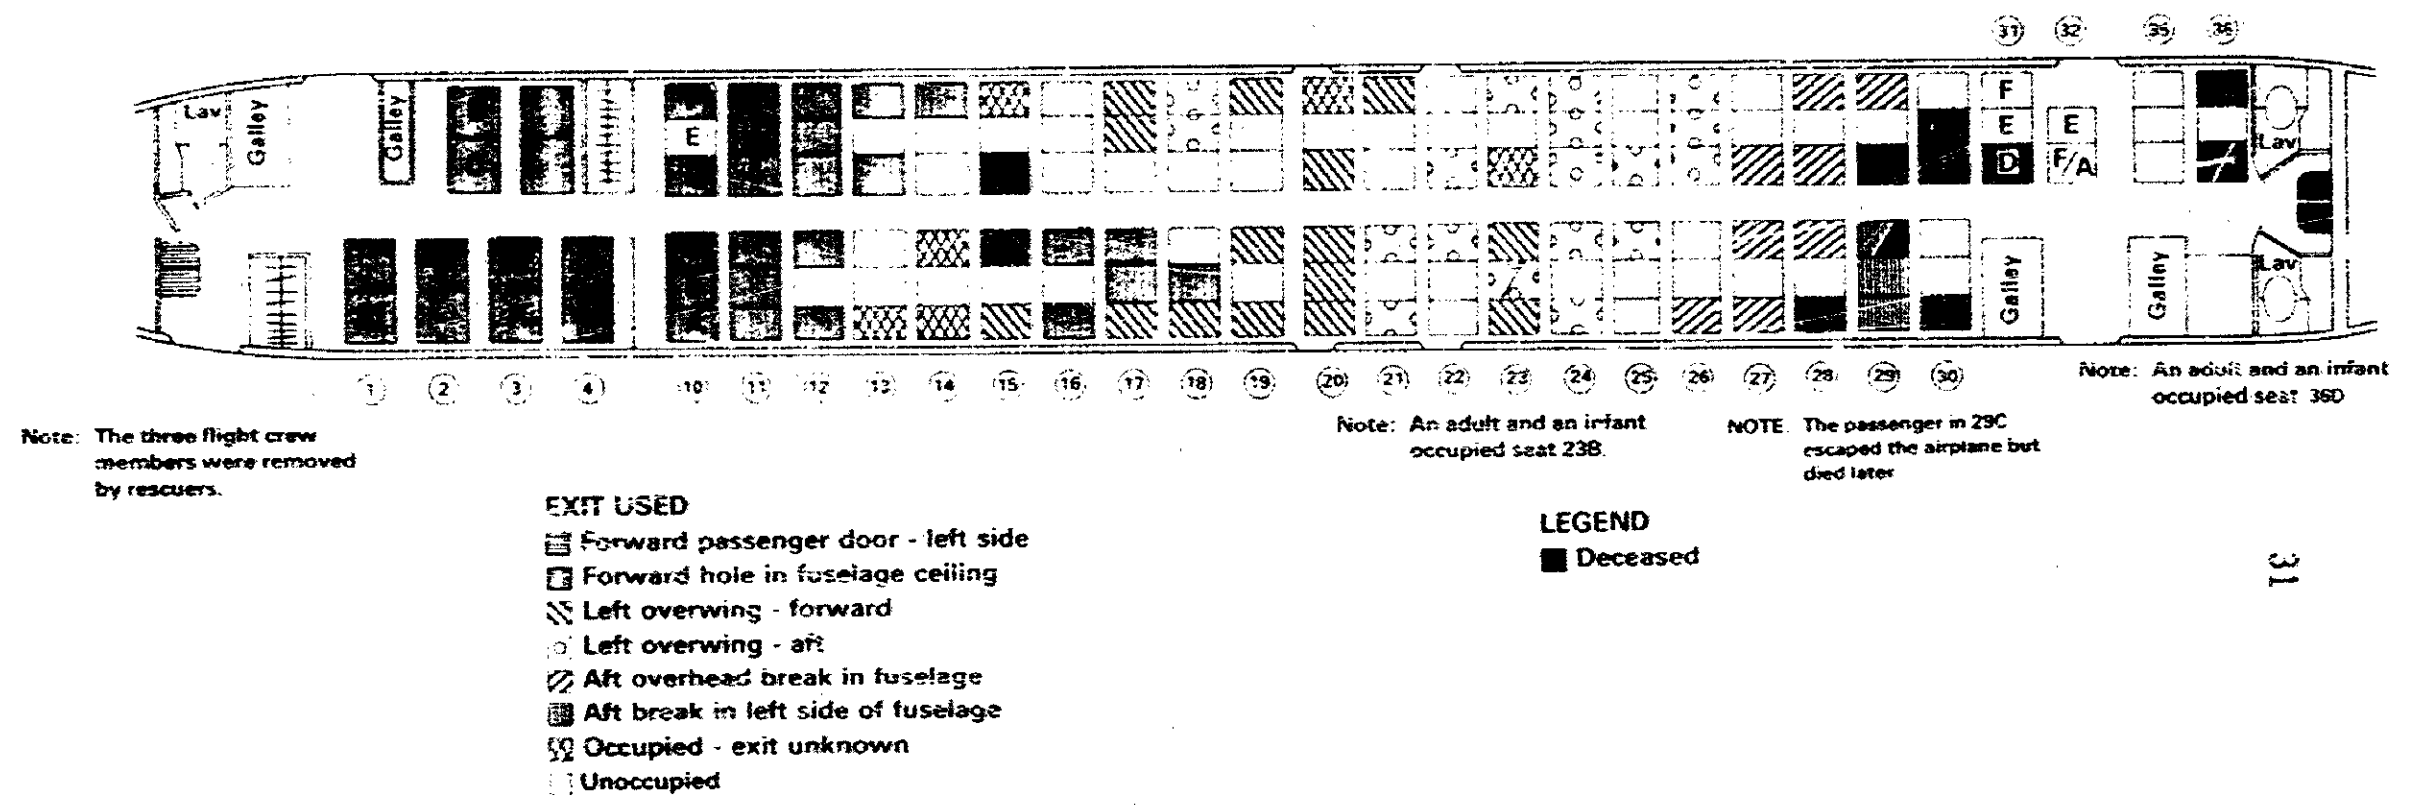 31 32 35 36
Lav Galley Galley
E
F
E E
D F/A
Lav
Galley Galley Lav
1 2 3 4 10 11 12 13 14 15 16 17 18 19 20 21 22 23 24 25 26 27 28 29 30
Note: The three flight crew
members were removed
by rescuers.
Note: An adult and an infant
occupied seat 23B.
NOTE. The passenger in 29C
escaped the airplane but
died later
Note: An adult and an infant
occupied seat 36D
EXIT USED
Forward passenger door - left side
Forward hole in fuselage ceiling
Left overwing - forward
Left overwing - aft
Aft overhead break in fuselage
Aft break in left side of fuselage
Occupied - exit unknown
Unoccupied
LEGEND
Deceased
31